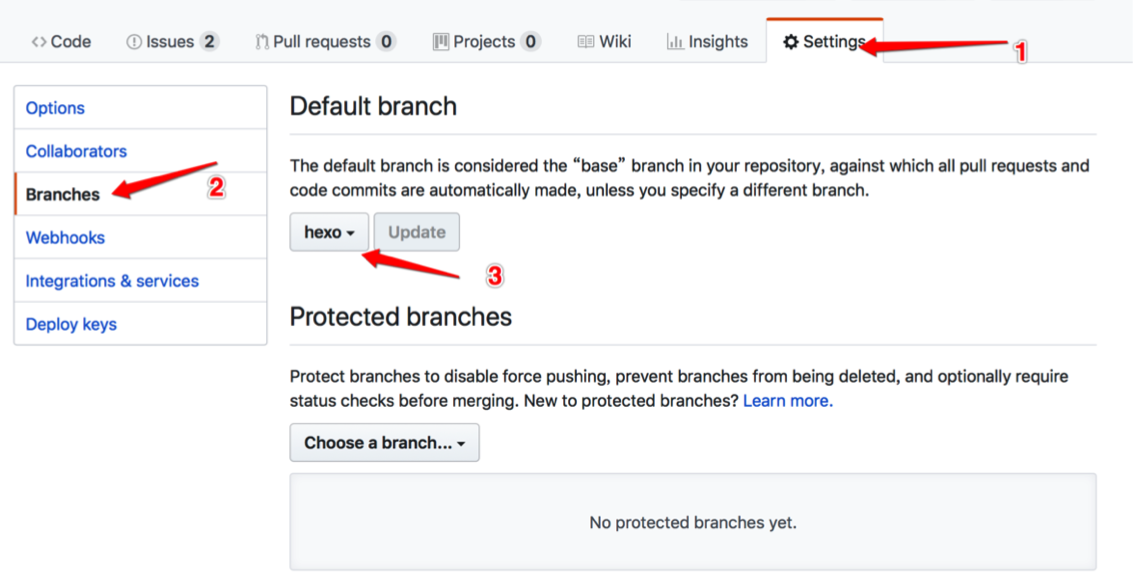 Code Issues 2 Pull requests 0 Projects 0 Wiki Insights Settings 1
Options
Collaborators
Branches 2
Webhooks
Integrations & services
Deploy keys
Default branch
The default branch is considered the “base” branch in your repository, against which all pull requests and
code commits are automatically made, unless you specify a different branch.
hexo Update
3
Protected branches
Protect branches to disable force pushing, prevent branches from being deleted, and optionally require
status checks before merging. New to protected branches? Learn more.
Choose a branch...
No protected branches yet.